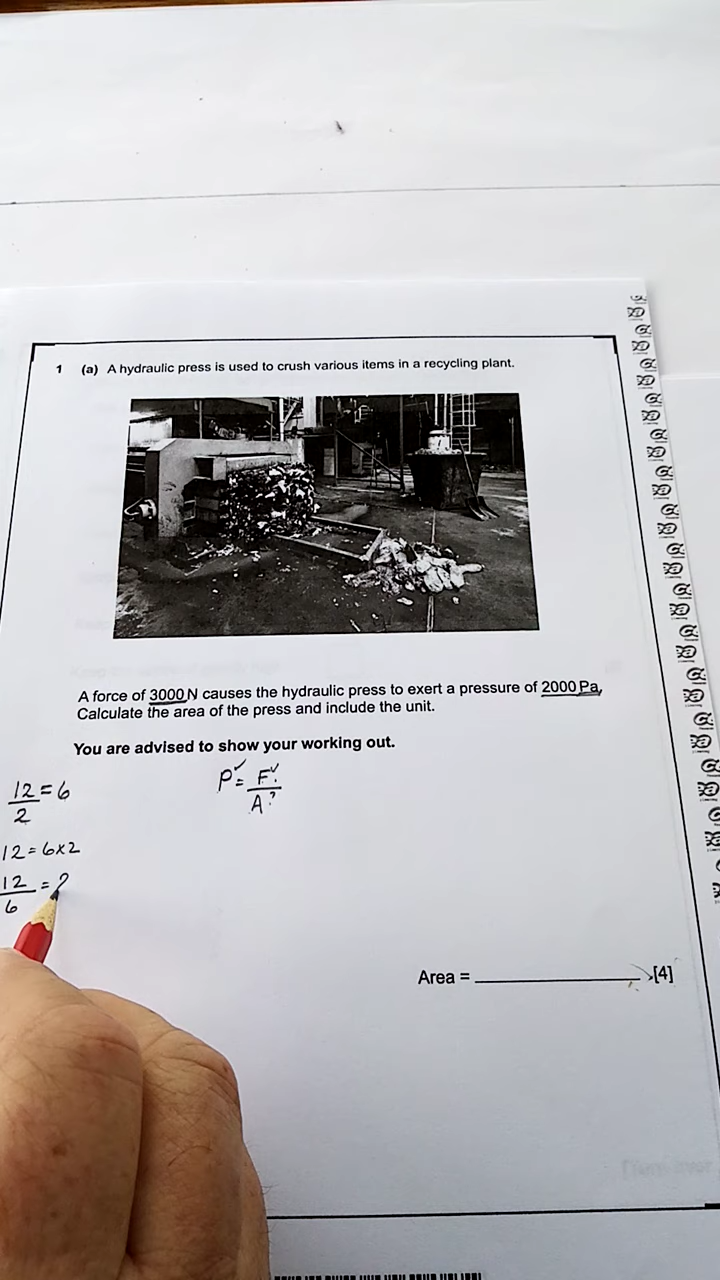 1 (a) A hydraulic press is used to crush various items in a recycling plant.
A force of 3000 N causes the hydraulic press to exert a pressure of 2000 Pa.
Calculate the area of the press and include the unit.
You are advised to show your working out.
12/2 = 6
12 = 6x2
12/6 = 2
P = F/A ?
Area = [4]